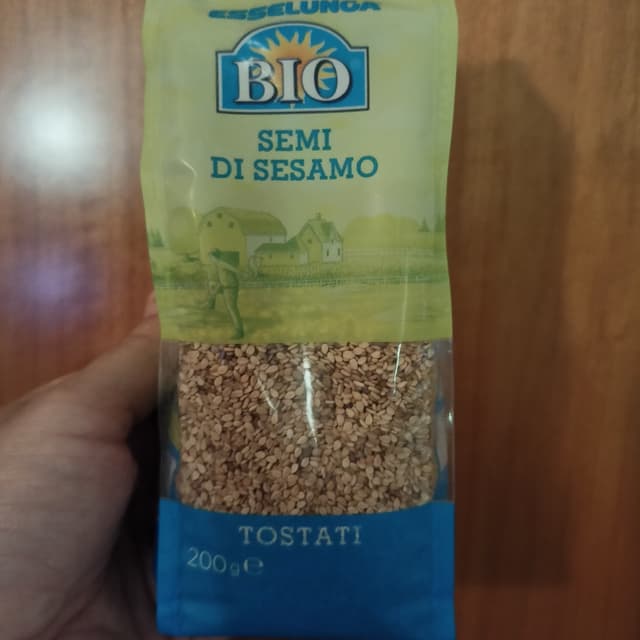 ESSELUNGA
BIO
SEMI
DI SESAMO
TOSTATI
200g e